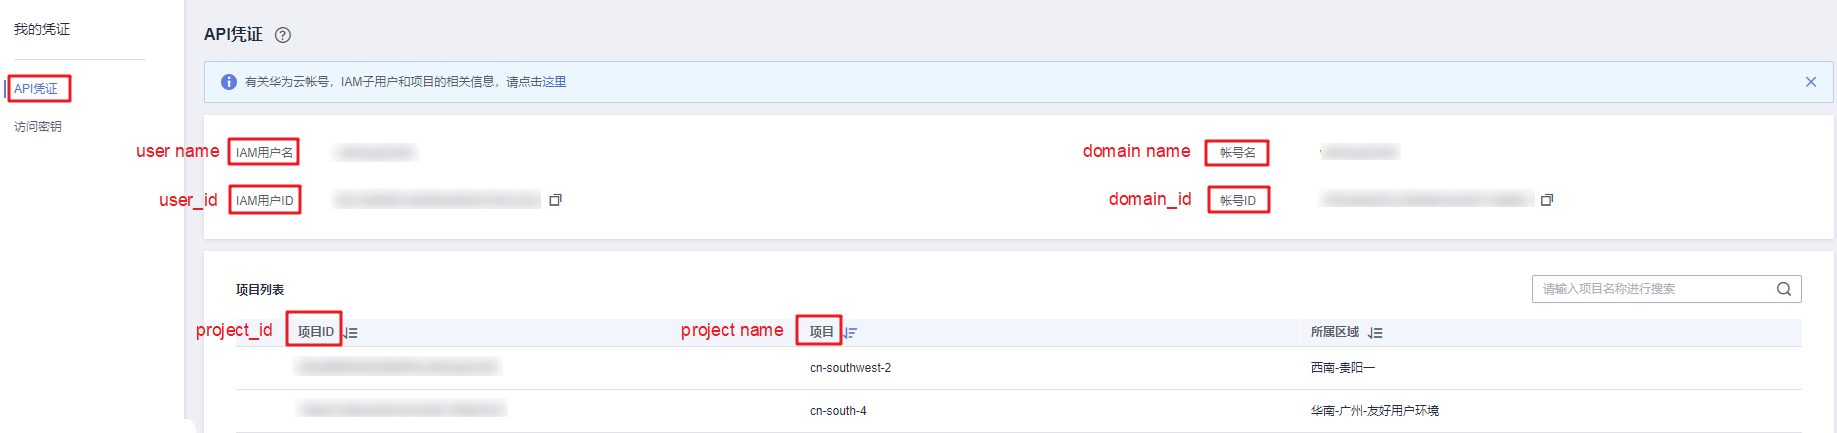 我的凭证
API凭证
访问密钥
API凭证 ?
有关华为云帐号，IAM子用户和项目的相关信息，请点击这里
user name IAM用户名
domain name 帐号名
user_id IAM用户ID
domain_id 帐号ID
项目列表
请输入项目名称进行搜索
project_id 项目ID project name 项目 所属区域
cn-southwest-2 西南-贵阳一
cn-south-4 华南-广州-友好用户环境